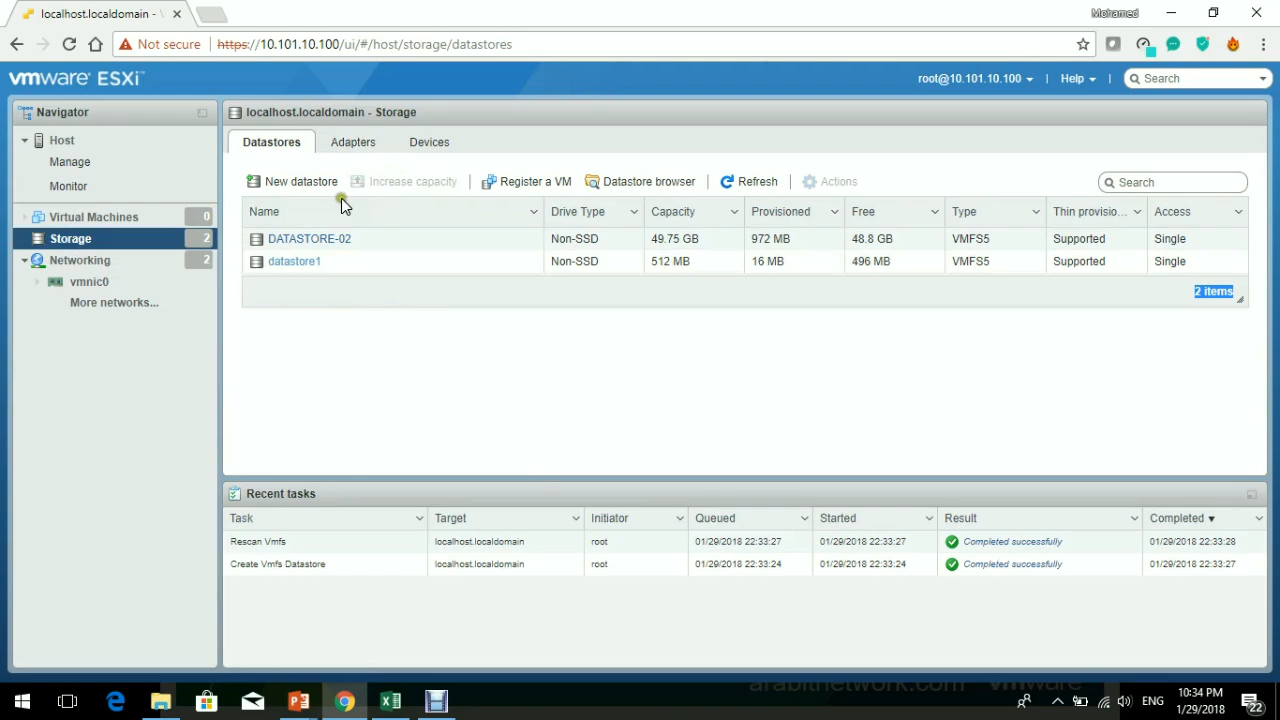 localhost.localdomain -
Mohamed
Not secure https://10.101.10.100/ui/#/host/storage/datastores
vmware ESXi™
root@10.101.10.100 | Help | Search
Navigator
Host
Manage
Monitor
Virtual Machines 0
Storage 2
Networking 2
vmnic0
More networks...
localhost.localdomain - Storage
Datastores Adapters Devices
New datastore Increase capacity Register a VM Datastore browser Refresh Actions Search
Name Drive Type Capacity Provisioned Free Type Thin provisio... Access
DATASTORE-02 Non-SSD 49.75 GB 972 MB 48.8 GB VMFS5 Supported Single
datastore1 Non-SSD 512 MB 16 MB 496 MB VMFS5 Supported Single
2 items
Recent tasks
Task Target Initiator Queued Started Result Completed
Rescan Vmfs localhost.localdomain root 01/29/2018 22:33:27 01/29/2018 22:33:27 Completed successfully 01/29/2018 22:33:28
Create Vmfs Datastore localhost.localdomain root 01/29/2018 22:33:24 01/29/2018 22:33:24 Completed successfully 01/29/2018 22:33:27
arabitnetwork.com vmware
ENG
10:34 PM
1/29/2018
22